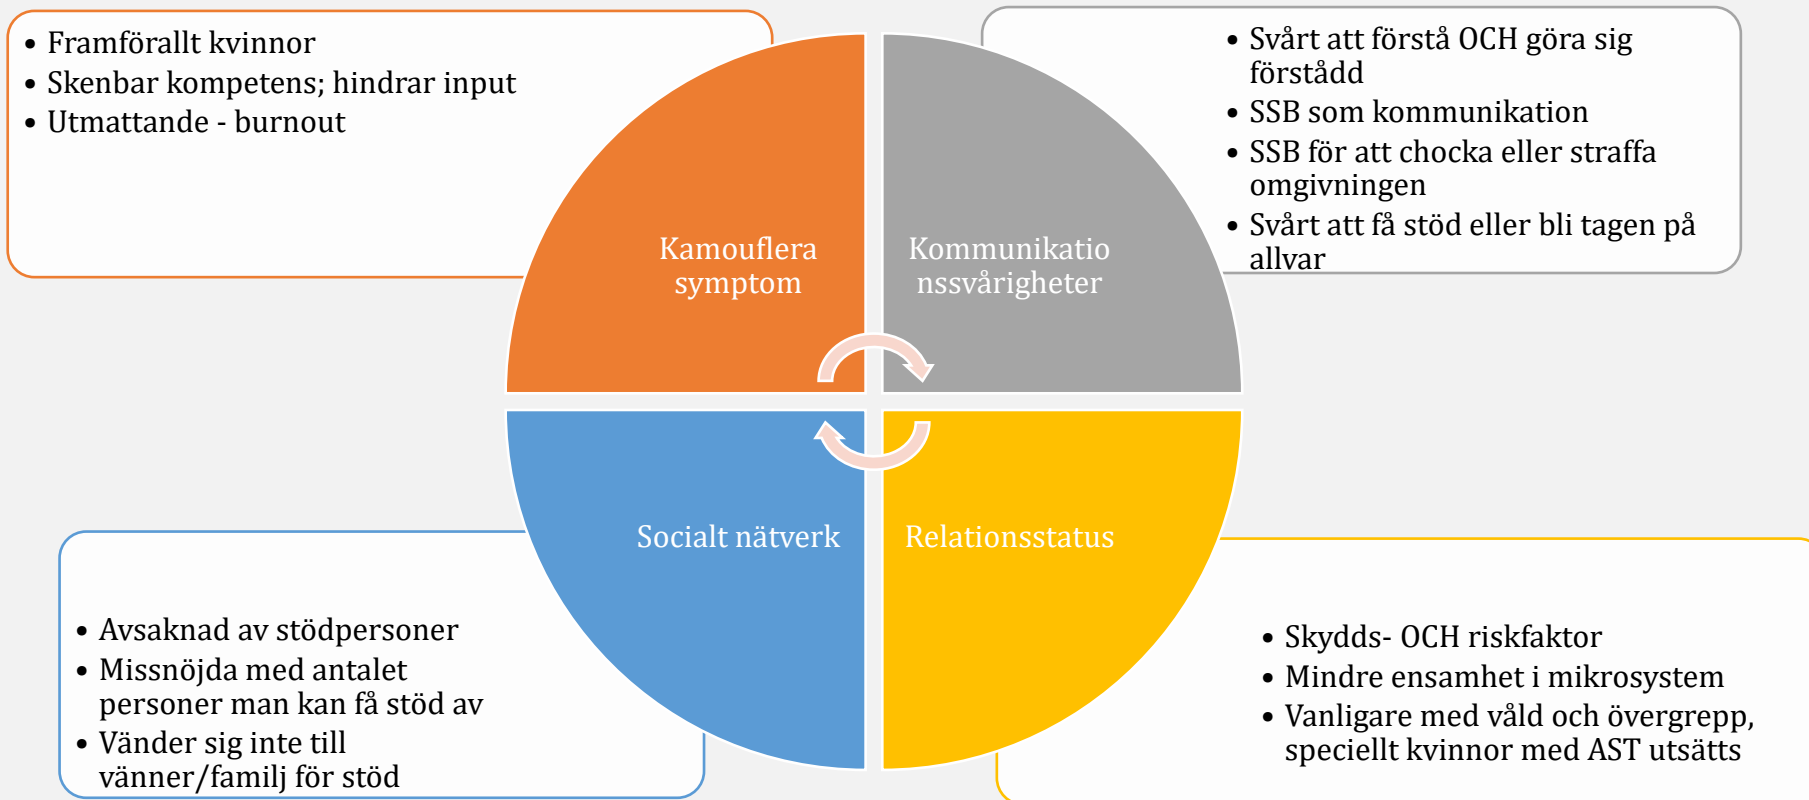 • Framförallt kvinnor
• Skenbar kompetens; hindrar input
• Utmattande - burnout
• Svårt att förstå OCH göra sig
förstådd
• SSB som kommunikation
• SSB för att chocka eller straffa
omgivningen
• Svårt att få stöd eller bli tagen på
allvar
Kamouflera
symptom
Kommunikatio
nssvårigheter
Socialt nätverk
Relationsstatus
• Avsaknad av stödpersoner
• Missnöjda med antalet
personer man kan få stöd av
• Vänder sig inte till
vänner/familj för stöd
• Skydds- OCH riskfaktor
• Mindre ensamhet i mikrosystem
• Vanligare med våld och övergrepp,
speciellt kvinnor med AST utsätts